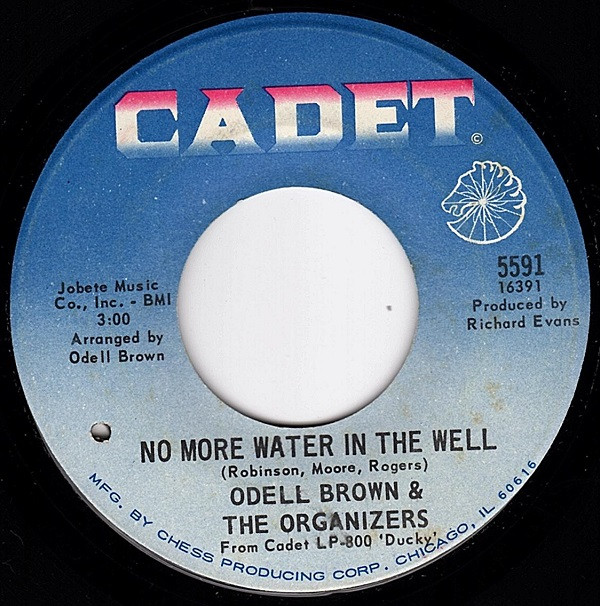 CADET
©
Jobete Music
Co., Inc. - BMI
3:00
Arranged by
Odell Brown
5591
16391
Produced by
Richard Evans
NO MORE WATER IN THE WELL
(Robinson, Moore, Rogers)
ODELL BROWN &
THE ORGANIZERS
From Cadet LP-800 'Ducky'
MFG. BY CHESS PRODUCING CORP. CHICAGO, IL 60616